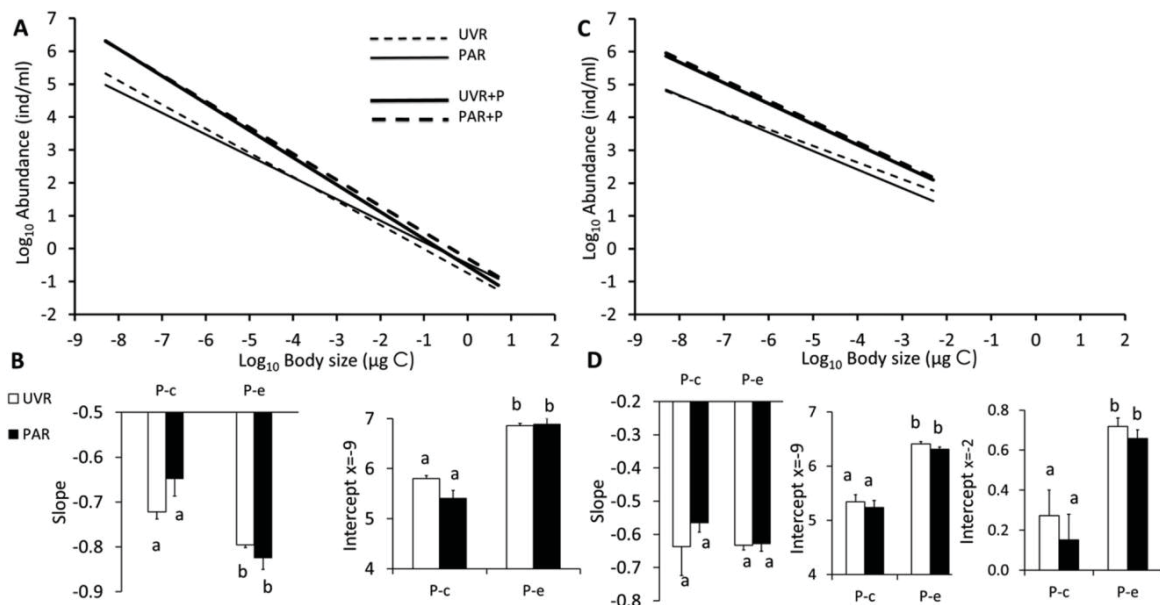 A
7
6
5
4
3
2
1
0
-1
-2
Log10 Abundance (ind/ml)
-9 -8 -7 -6 -5 -4 -3 -2 -1 0 1 2
Log10 Body size (µg C)
UVR
PAR
UVR+P
PAR+P
C
7
6
5
4
3
2
1
0
-1
-2
Log10 Abundance (ind/ml)
-9 -8 -7 -6 -5 -4 -3 -2 -1 0 1 2
Log10 Body size (µg C)
B
UVR
PAR
P-c P-e
-0.5
-0.6
-0.7
-0.8
-0.9
Slope
a a b b
7
6
5
4
Intercept x=-9
a a b b
P-c P-e
D
P-c P-e
-0.2
-0.3
-0.4
-0.5
-0.6
-0.7
-0.8
Slope
a a a a
7
6
5
4
Intercept x=-9
a a b b
P-c P-e
0.8
0.6
0.4
0.2
0.0
Intercept x=-2
a a b b
P-c P-e